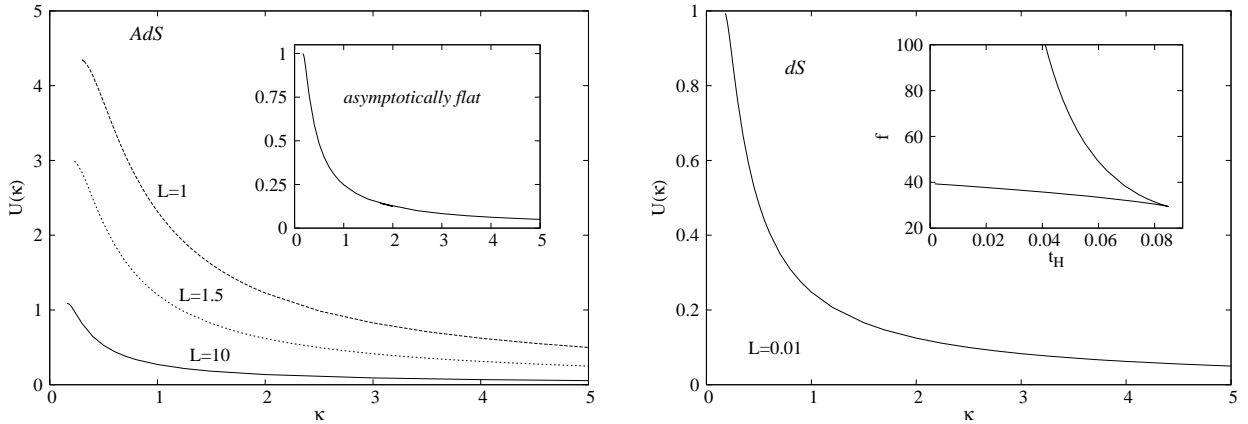 AdS
5
4
3
2
1
0
U(κ)
0 1 2 3 4 5
κ
L=1
L=1.5
L=10
asymptotically flat
1
0.75
0.5
0.25
0
0 1 2 3 4 5
dS
1
0.8
0.6
0.4
0.2
0
U(κ)
0 1 2 3 4 5
κ
L=0.01
100
80
60
40
20
f
0 0.02 0.04 0.06 0.08
t_H